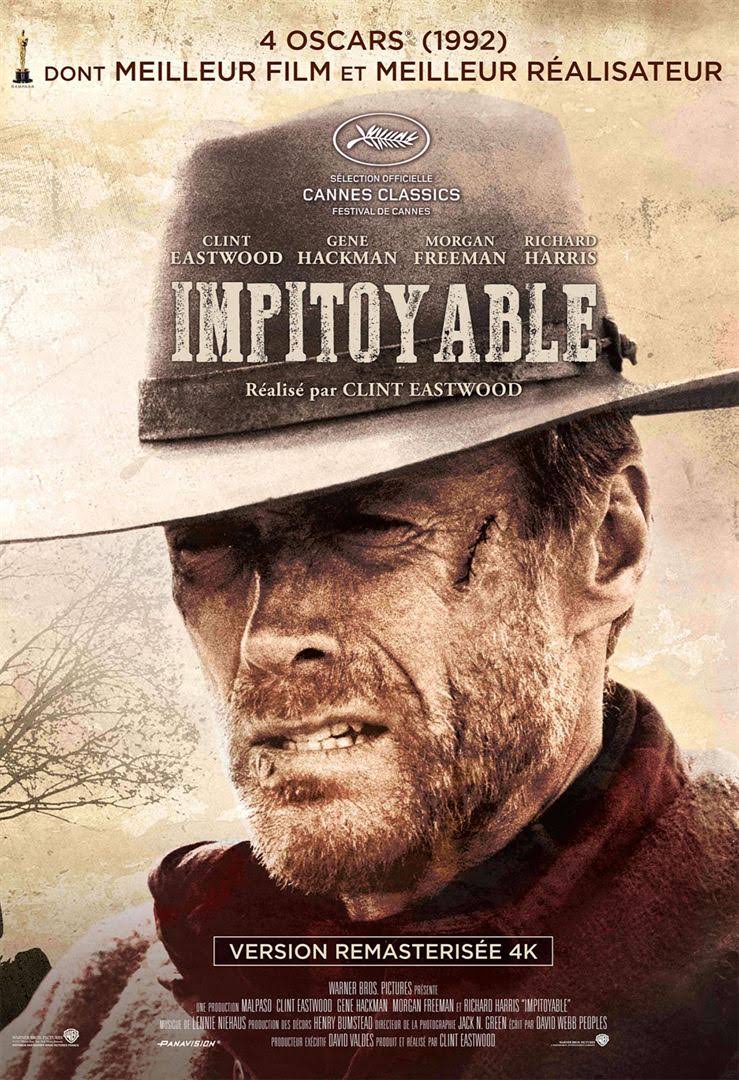 4 OSCARS® (1992)
DONT MEILLEUR FILM ET MEILLEUR RÉALISATEUR
SÉLECTION OFFICIELLE
CANNES CLASSICS
FESTIVAL DE CANNES
CLINT EASTWOOD GENE HACKMAN MORGAN FREEMAN RICHARD HARRIS
IMPITOYABLE
Réalisé par CLINT EASTWOOD
VERSION REMASTERISÉE 4K
WARNER BROS. PICTURES PRÉSENTE
UNE PRODUCTION MALPASO CLINT EASTWOOD GENE HACKMAN MORGAN FREEMAN ET RICHARD HARRIS "IMPITOYABLE"
MUSIQUE DE LENNIE NIEHAUS PRODUCTION DES DÉCORS HENRY BUMSTEAD DIRECTEUR DE LA PHOTOGRAPHIE JACK N. GREEN ÉCRIT PAR DAVID WEBB PEOPLES
PRODUCTEUR EXÉCUTIF DAVID VALDES PRODUIT ET RÉALISÉ PAR CLINT EASTWOOD
WARNER BROS. PICTURES
PANAVISION®